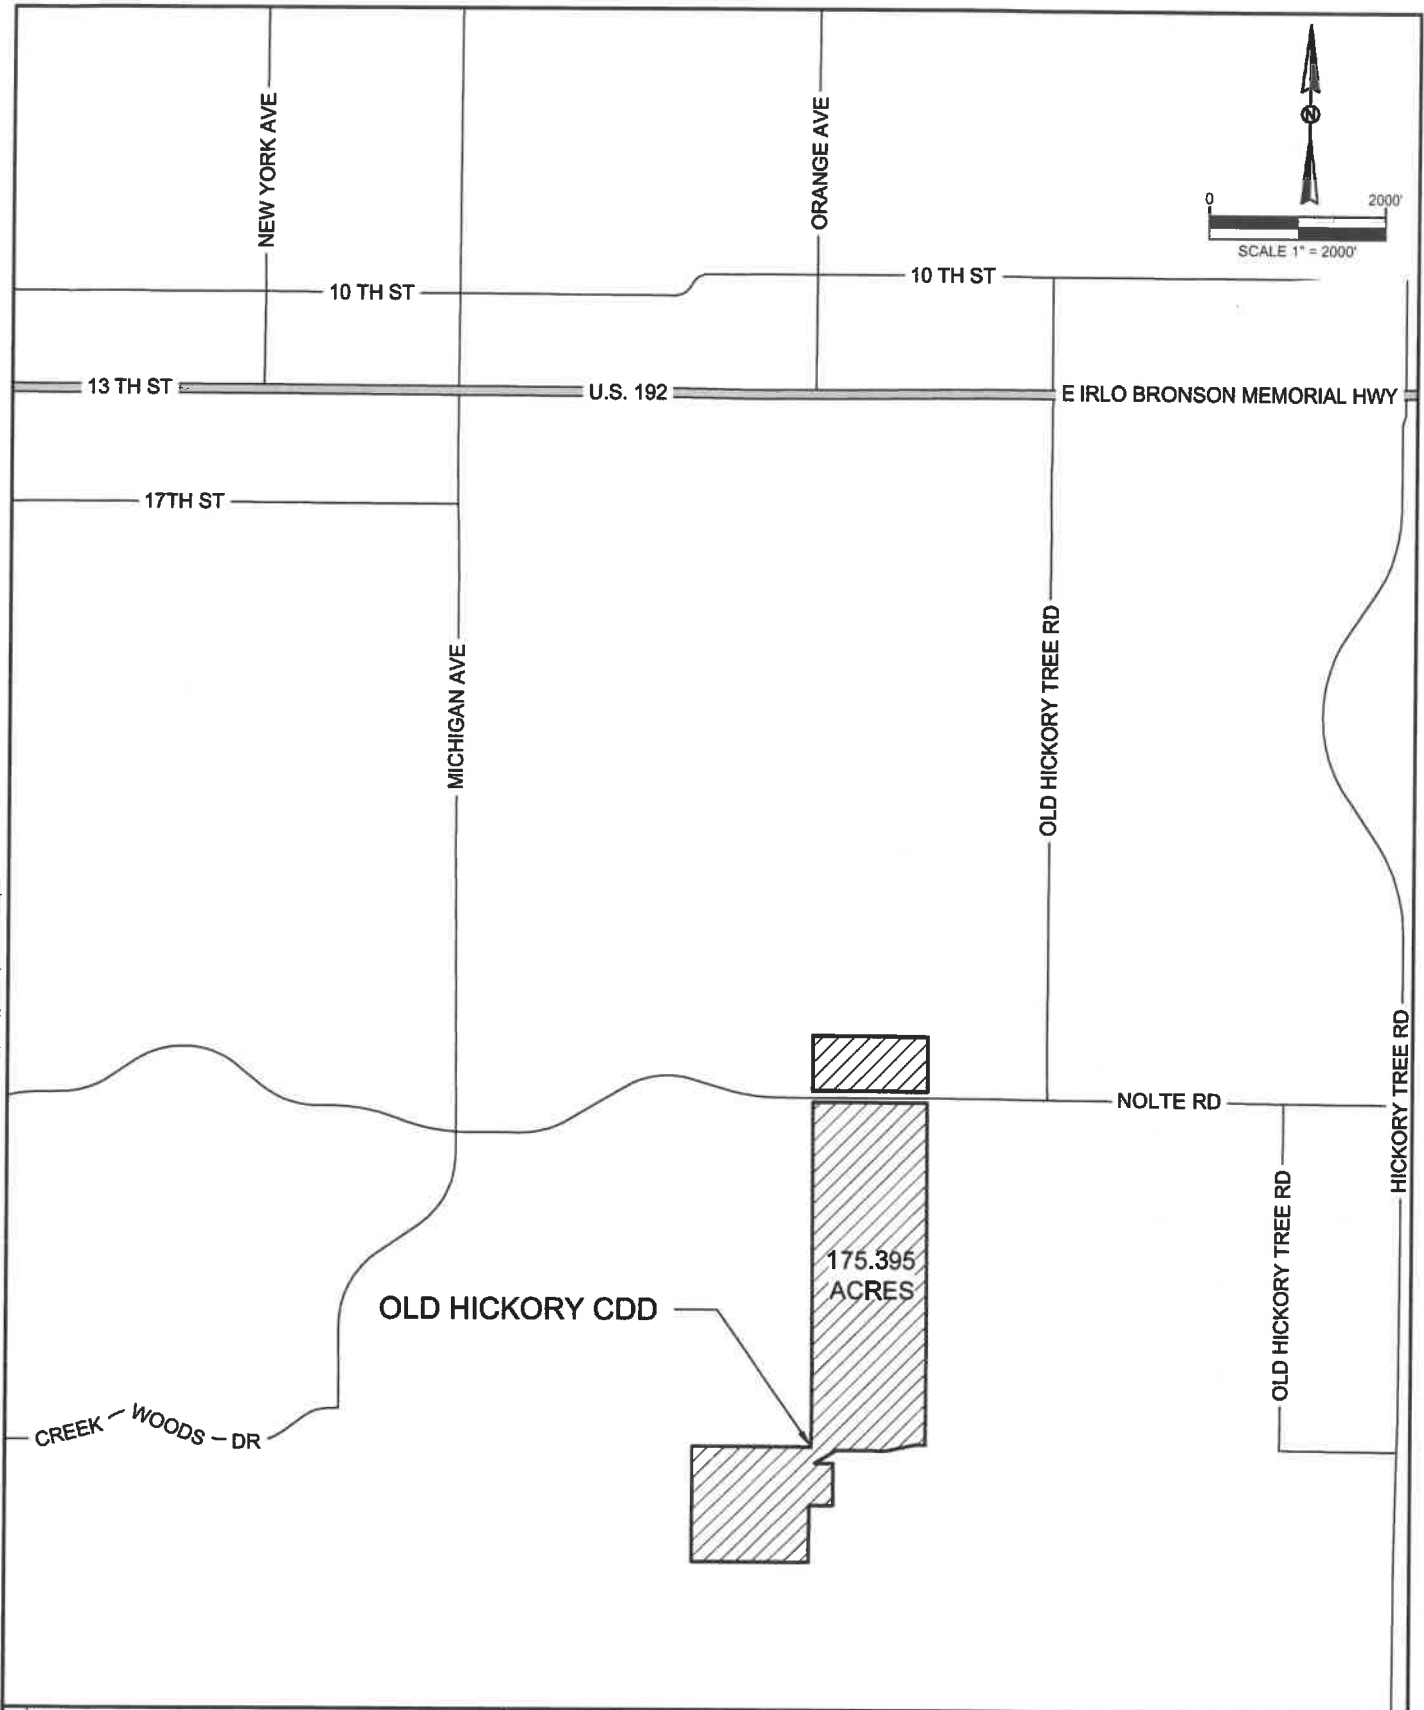 NEW YORK AVE
ORANGE AVE
N
0 2000'
SCALE 1" = 2000'
10 TH ST
10 TH ST
13 TH ST
U.S. 192
E IRLO BRONSON MEMORIAL HWY
17TH ST
MICHIGAN AVE
OLD HICKORY TREE RD
HICKORY TREE RD
NOLTE RD
OLD HICKORY TREE RD
175.395
ACRES
OLD HICKORY CDD
CREEK WOODS DR